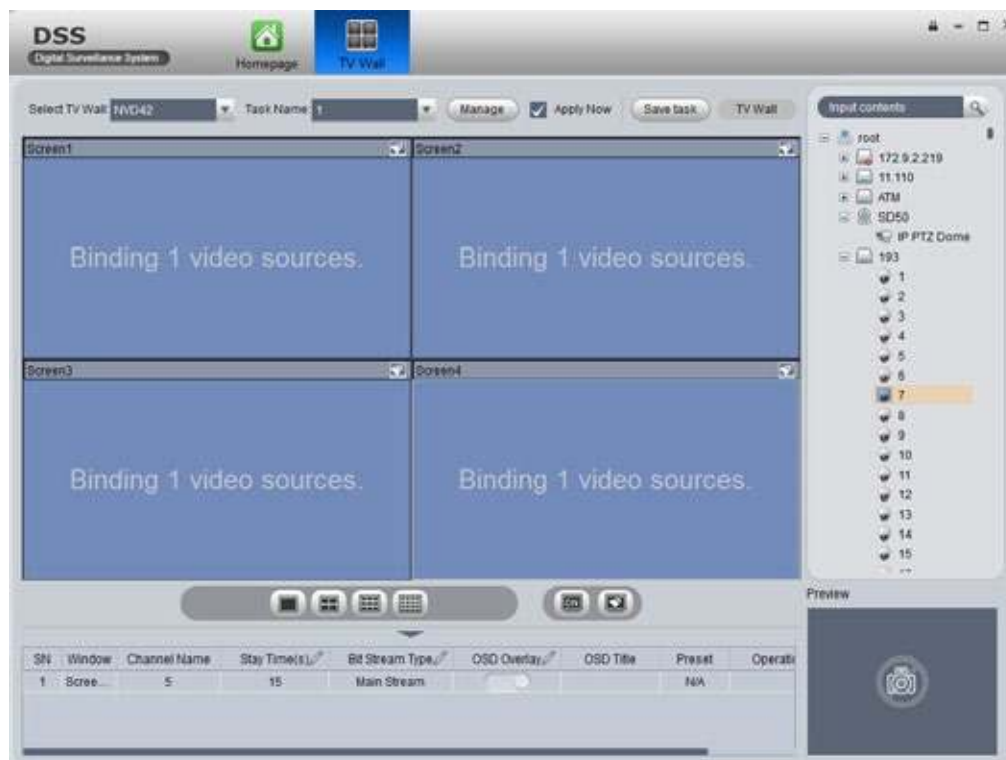 DSS
Digital Surveillance System
Homepage
TV Wall
Select TV Wall: NVD42
Task Name 1
Manage
Apply Now
Save task
TV Wall
Input contents
root
172.9.2.219
11.110
ATM
SD50
IP PTZ Dome
193
1
2
3
4
5
6
7
8
9
10
11
12
13
14
15
Screen1
Screen2
Binding 1 video sources.
Binding 1 video sources.
Screen3
Screen4
Binding 1 video sources.
Binding 1 video sources.
Preview
SN Window Channel Name Stay Time(s) Bit Stream Type OSD Overlay OSD Title Preset Operati
1 Scree... 5 15 Main Stream N/A